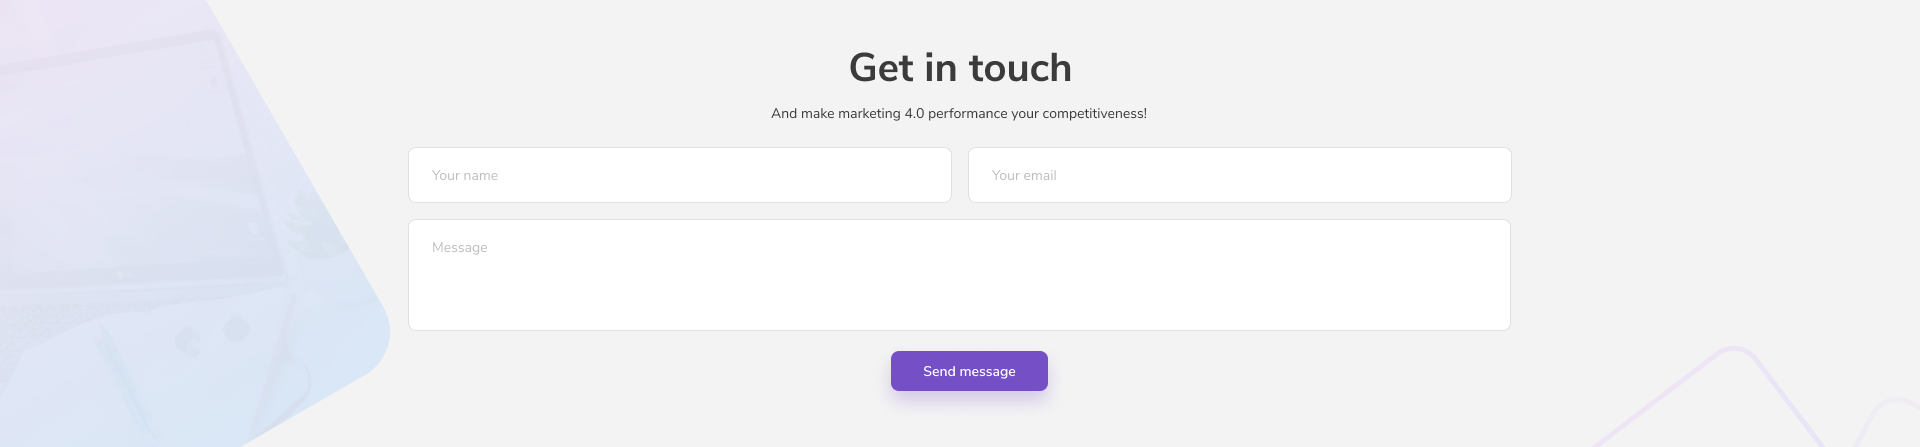 Get in touch
And make marketing 4.0 performance your competitiveness!
Your name
Your email
Message
Send message